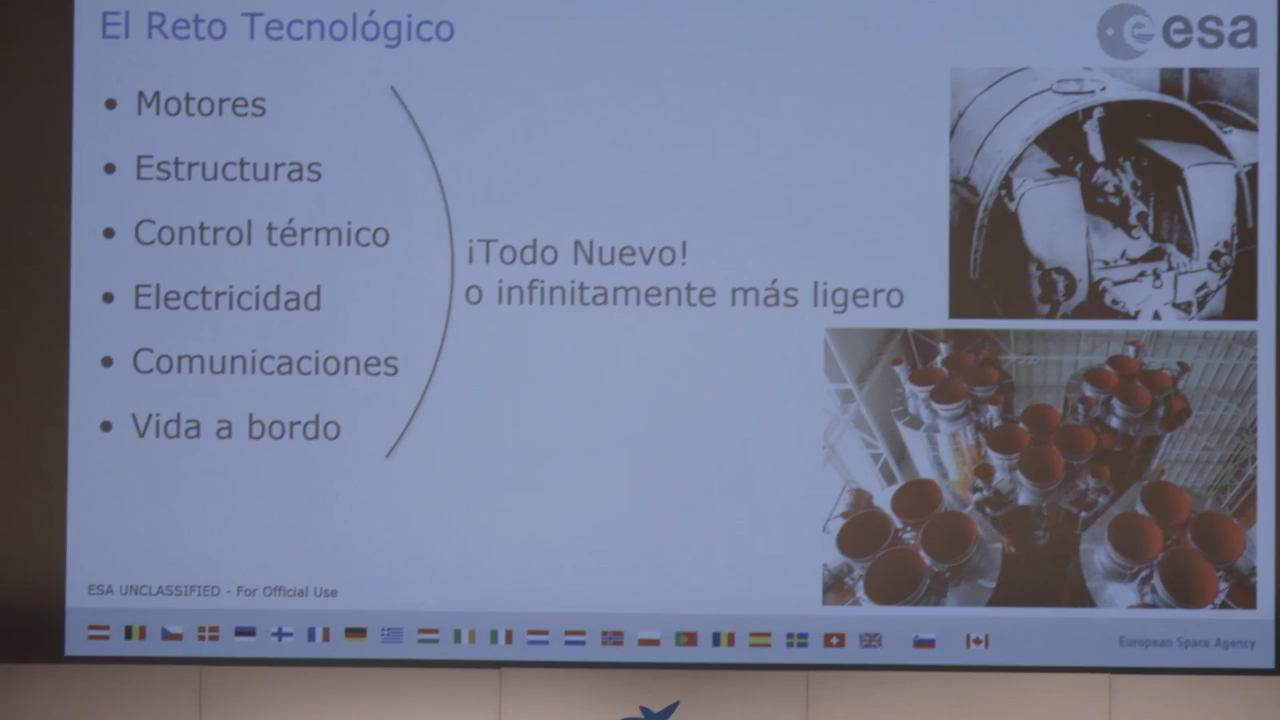 El Reto Tecnológico
esa
• Motores
• Estructuras
• Control térmico
• Electricidad
• Comunicaciones
• Vida a bordo
¡Todo Nuevo!
o infinitamente más ligero
ESA UNCLASSIFIED - For Official Use
European Space Agency